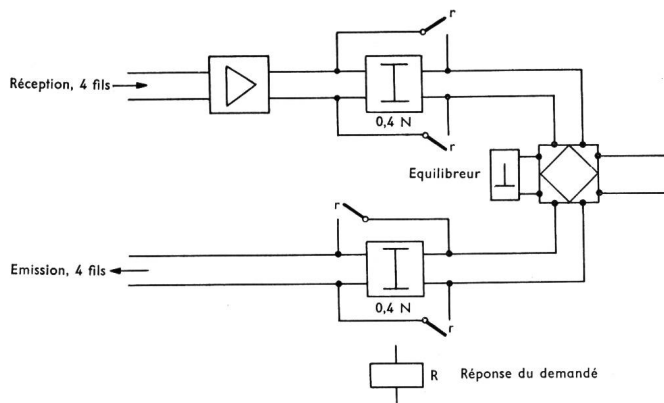 r
Réception, 4 fils
0,4 N
r
Equilibreur
r
Emission, 4 fils
0,4 N
r
R Réponse du demandé